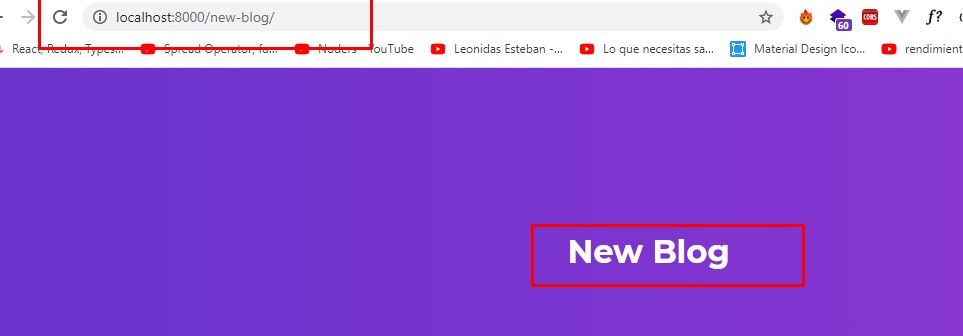 localhost:8000/new-blog/
60
CORS
f?
React, Redux, Types... Spread Operator, fu... Noders - YouTube Leonidas Esteban -... Lo que necesitas sa... Material Design Ico... rendimient
New Blog